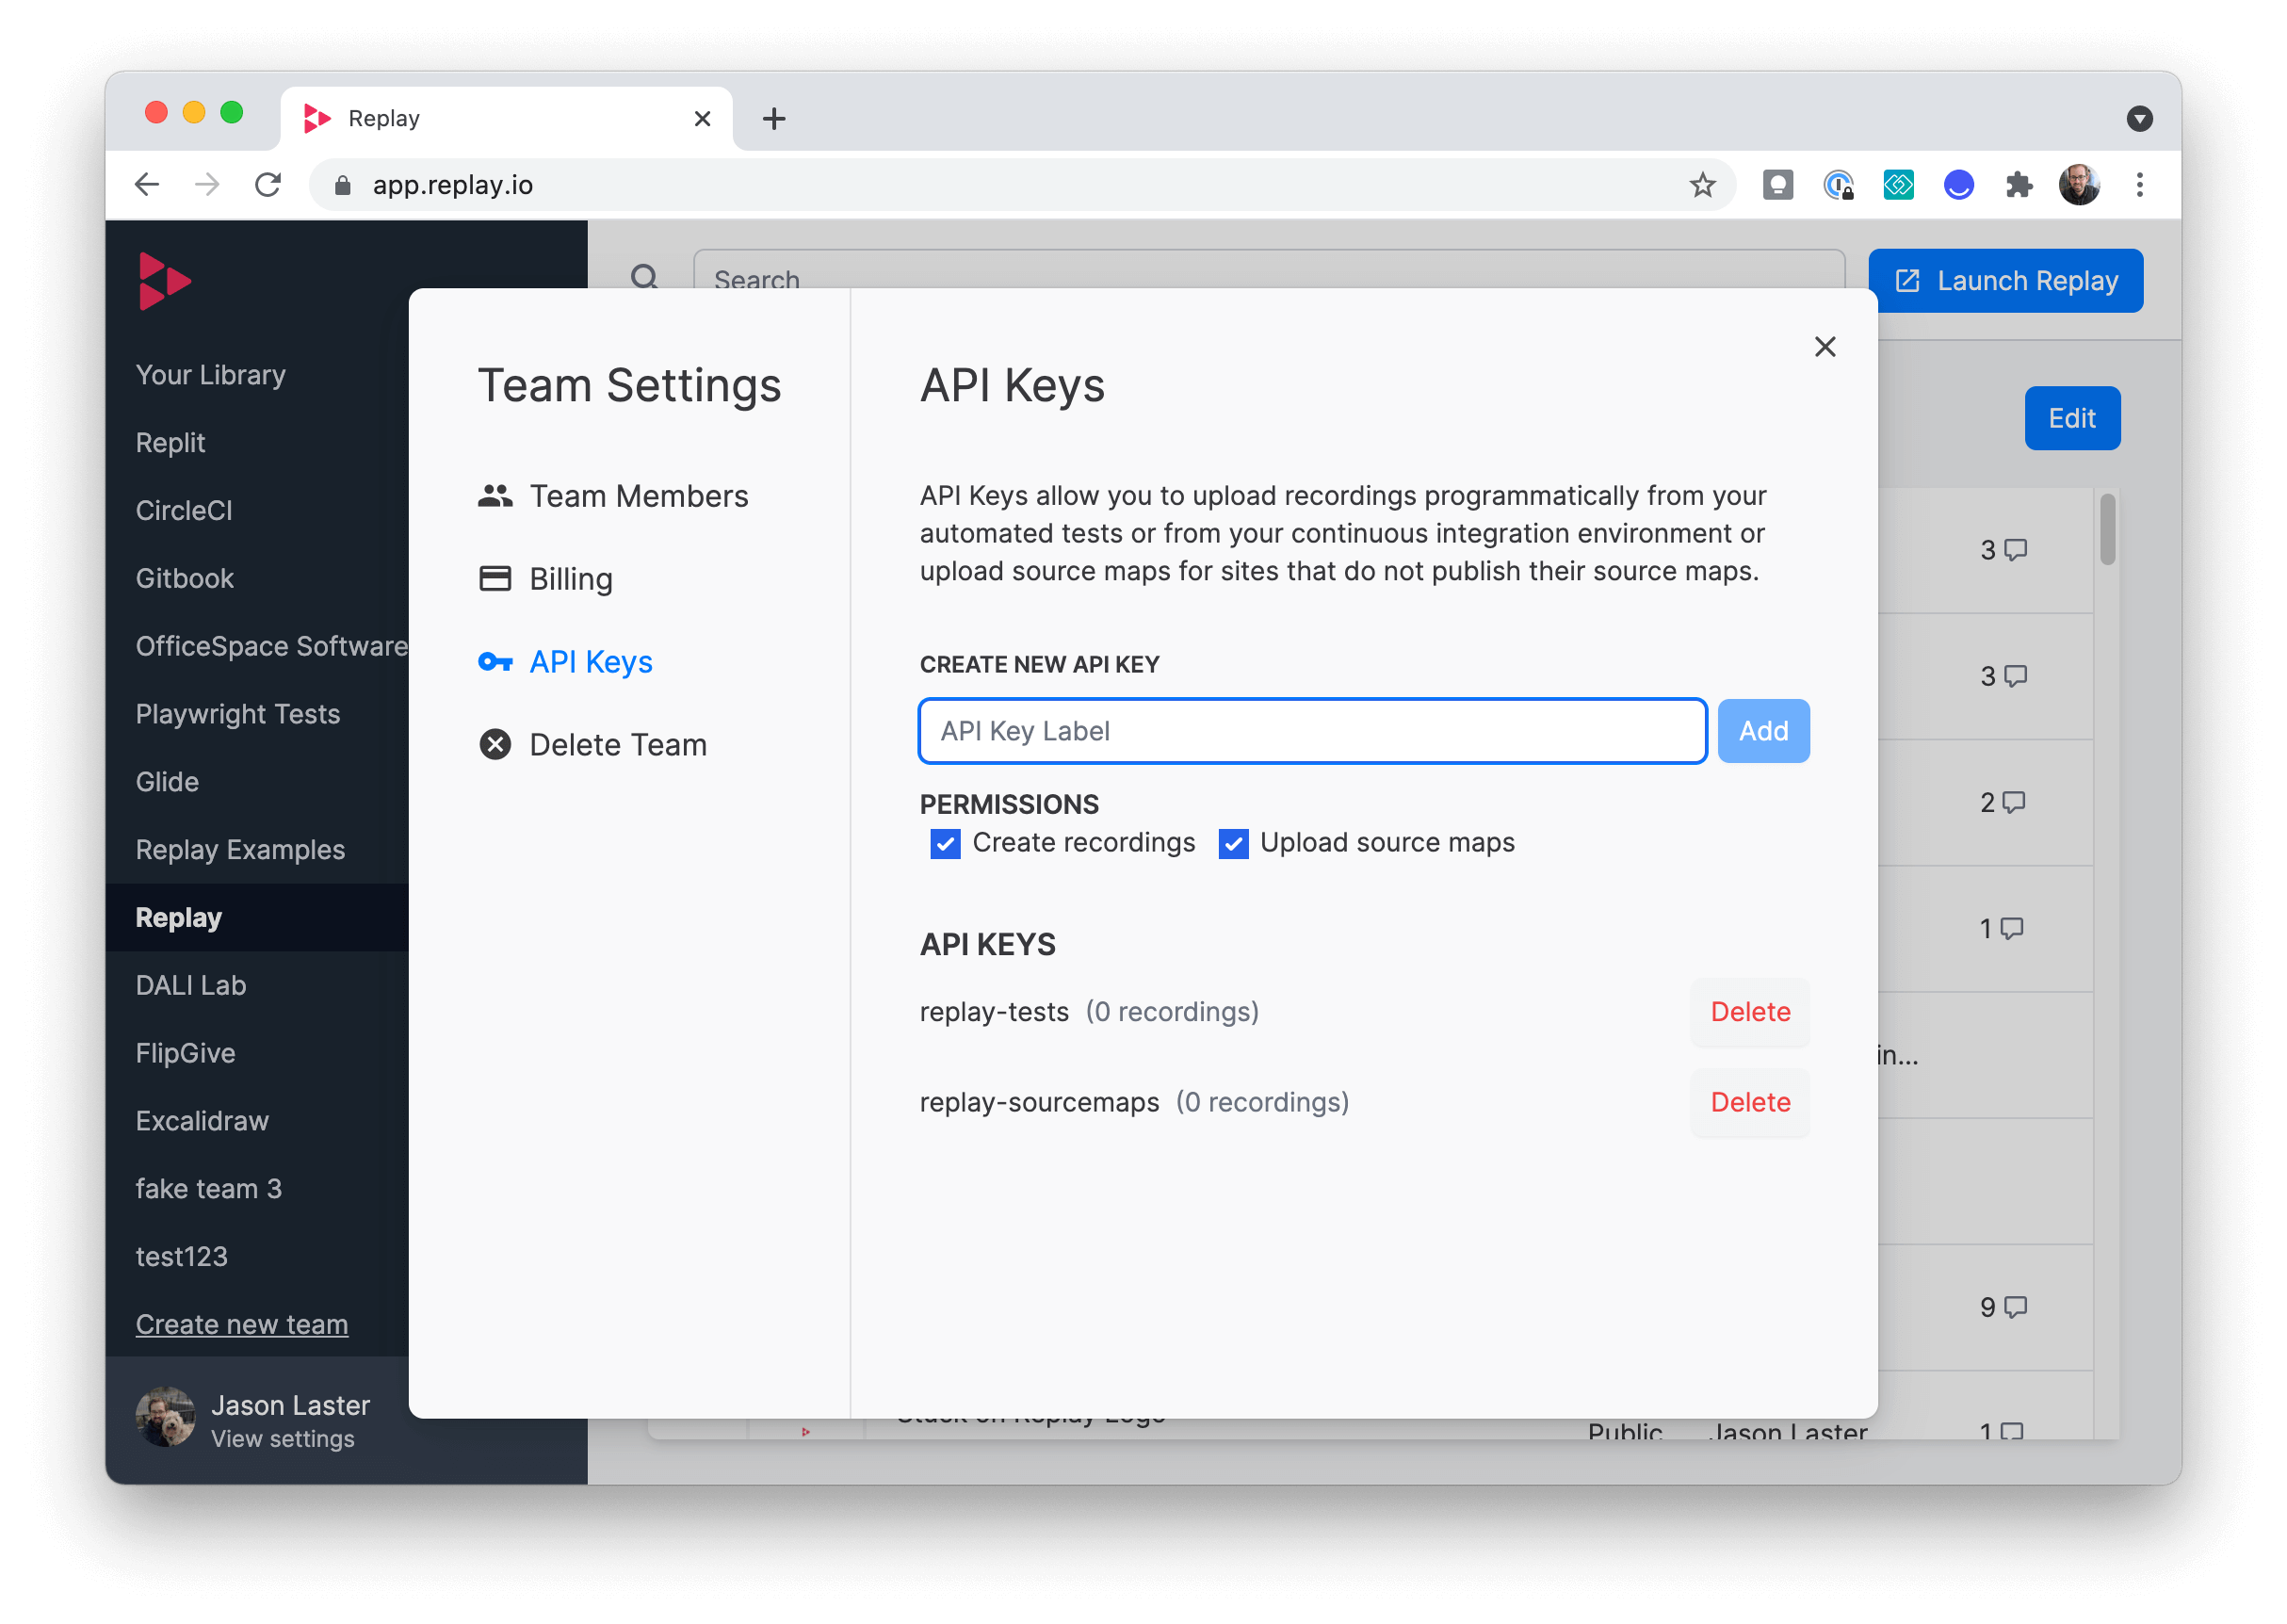 Replay
app.replay.io
Search
Launch Replay
Your Library
Replit
CircleCI
Gitbook
OfficeSpace Software
Playwright Tests
Glide
Replay Examples
Replay
DALI Lab
FlipGive
Excalidraw
fake team 3
test123
Create new team
Jason Laster
View settings
Team Settings
Team Members
Billing
API Keys
Delete Team
API Keys
API Keys allow you to upload recordings programmatically from your
automated tests or from your continuous integration environment or
upload source maps for sites that do not publish their source maps.
CREATE NEW API KEY
API Key Label
Add
PERMISSIONS
Create recordings Upload source maps
API KEYS
replay-tests (0 recordings)
Delete
replay-sourcemaps (0 recordings)
Delete
Edit
3
3
2
1
in...
9
Stuck on Replay Logo
Public Jason Laster 1